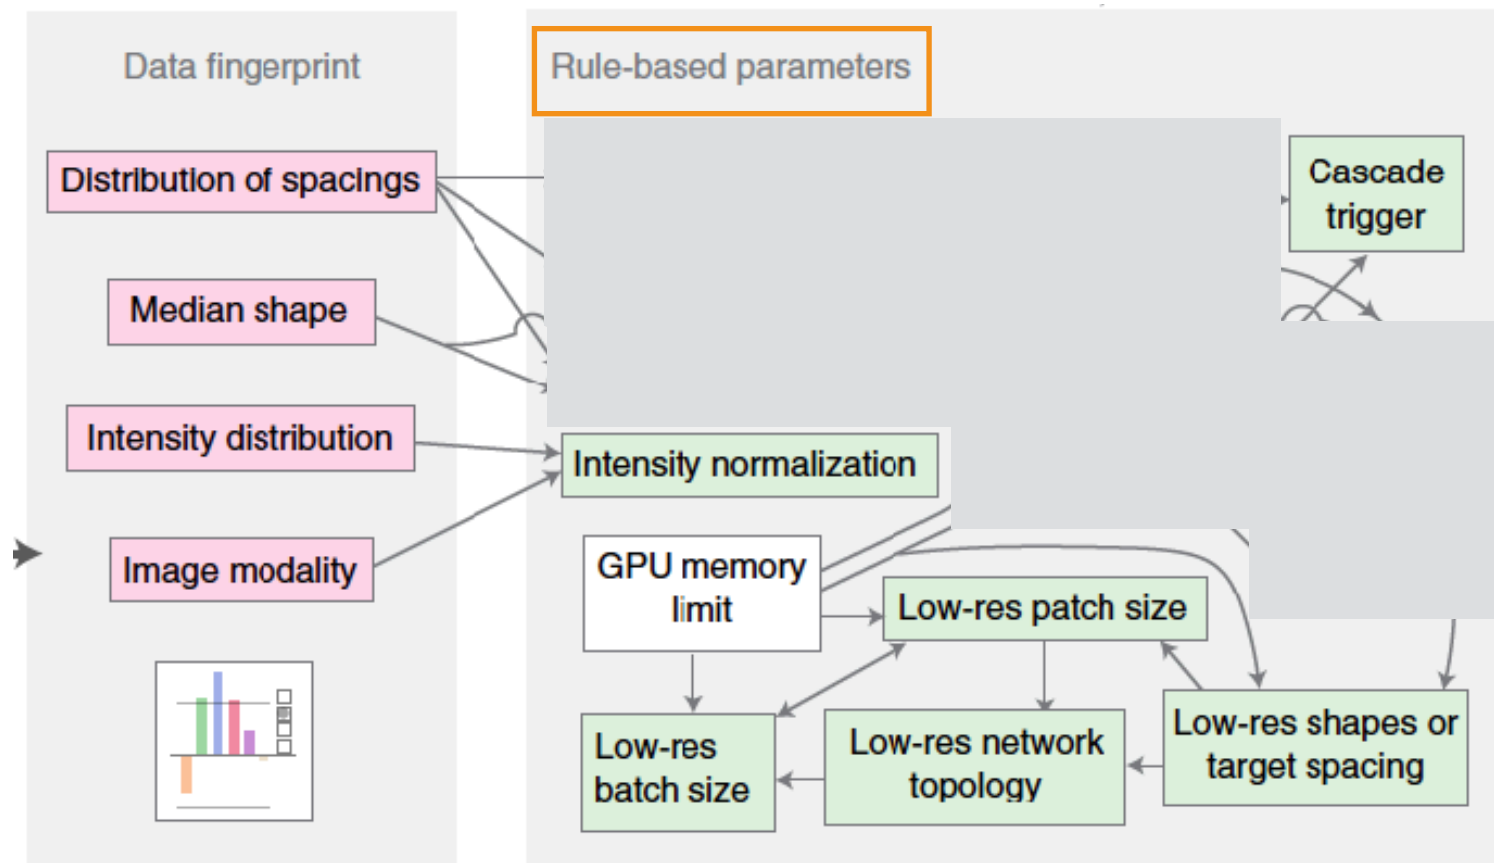 Data fingerprint
Distribution of spacings
Median shape
Intensity distribution
Image modality
Rule-based parameters
Cascade
trigger
Intensity normalization
GPU memory
limit
Low-res patch size
Low-res
batch size
Low-res network
topology
Low-res shapes or
target spacing